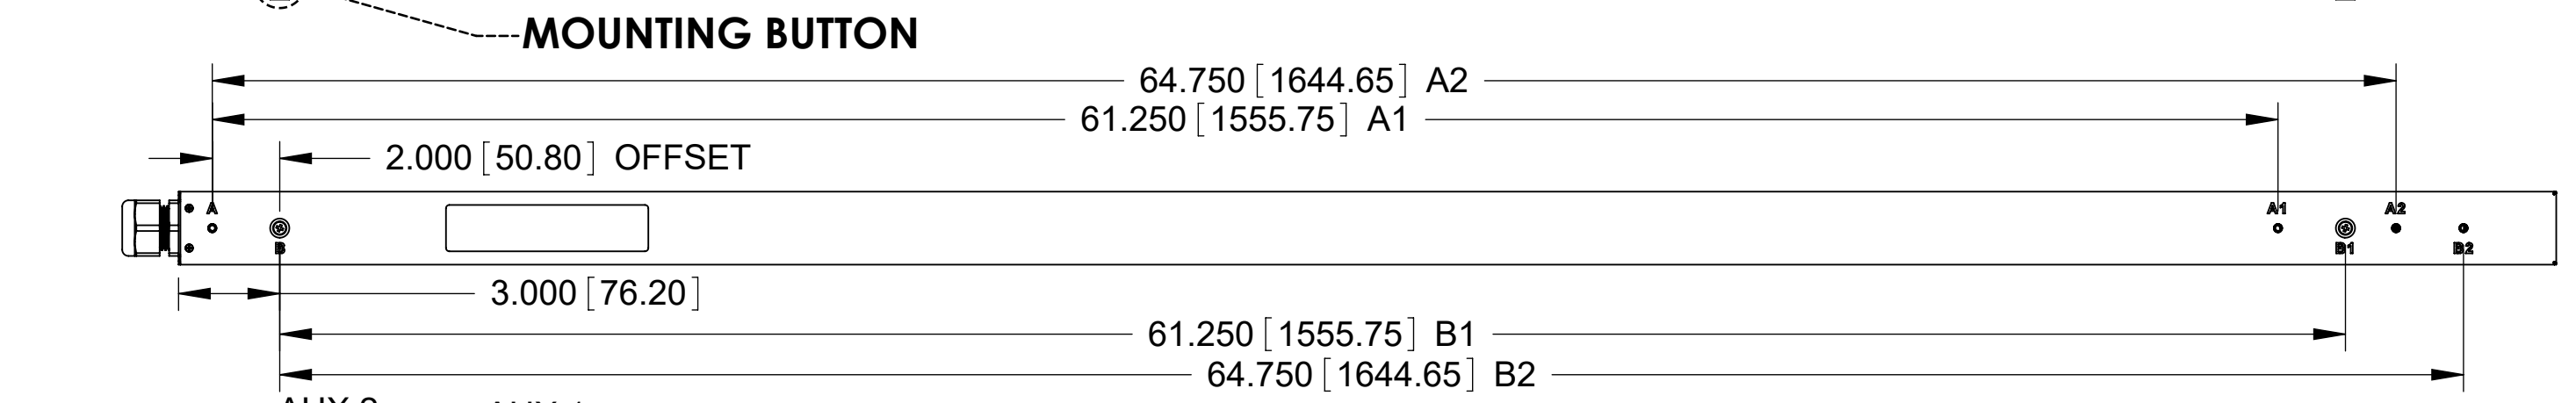 MOUNTING BUTTON
64.750 [1644.65] A2
61.250 [1555.75] A1
2.000 [50.80] OFFSET
A A1 A2
B B1 B2
3.000 [76.20]
61.250 [1555.75] B1
64.750 [1644.65] B2